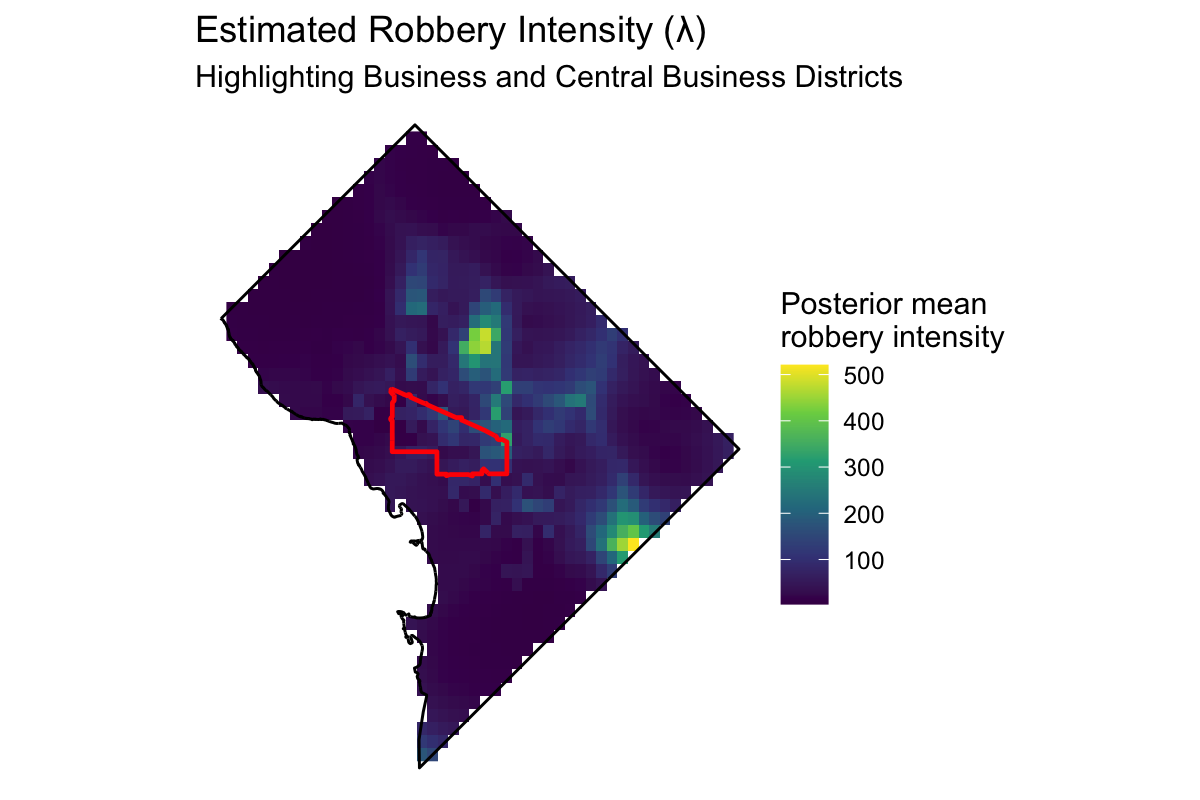 Estimated Robbery Intensity (λ)
Highlighting Business and Central Business Districts
Posterior mean
robbery intensity
500
400
300
200
100